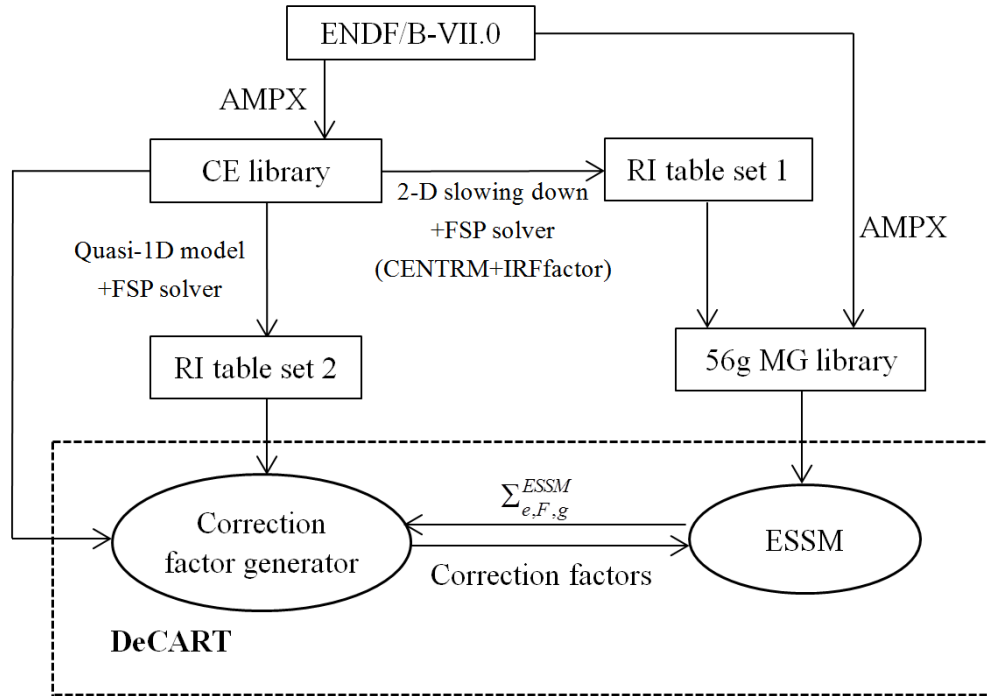 ENDF/B-VII.0
AMPX
CE library
RI table set 1
2-D slowing down
+FSP solver
(CENTRM+IRFfactor)
AMPX
Quasi-1D model
+FSP solver
RI table set 2
56g MG library
Correction
factor generator
Σ_{e,F,g}^{ESSM}
ESSM
Correction factors
DeCART